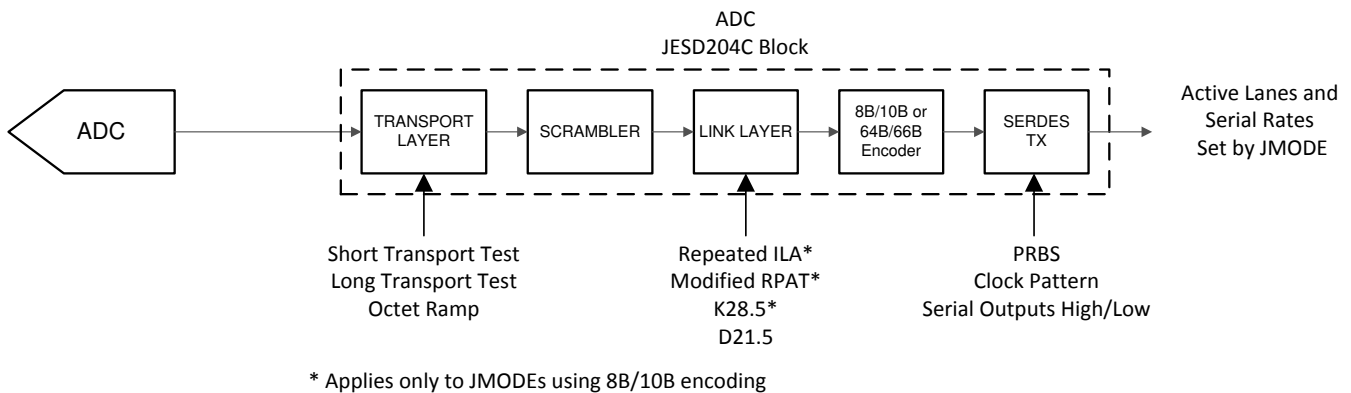 ADC
JESD204C Block
ADC
TRANSPORT
LAYER
SCRAMBLER
LINK LAYER
8B/10B or
64B/66B
Encoder
SERDES
TX
Active Lanes and
Serial Rates
Set by JMODE
Short Transport Test
Long Transport Test
Octet Ramp
Repeated ILA*
Modified RPAT*
K28.5*
D21.5
PRBS
Clock Pattern
Serial Outputs High/Low
* Applies only to JMODEs using 8B/10B encoding